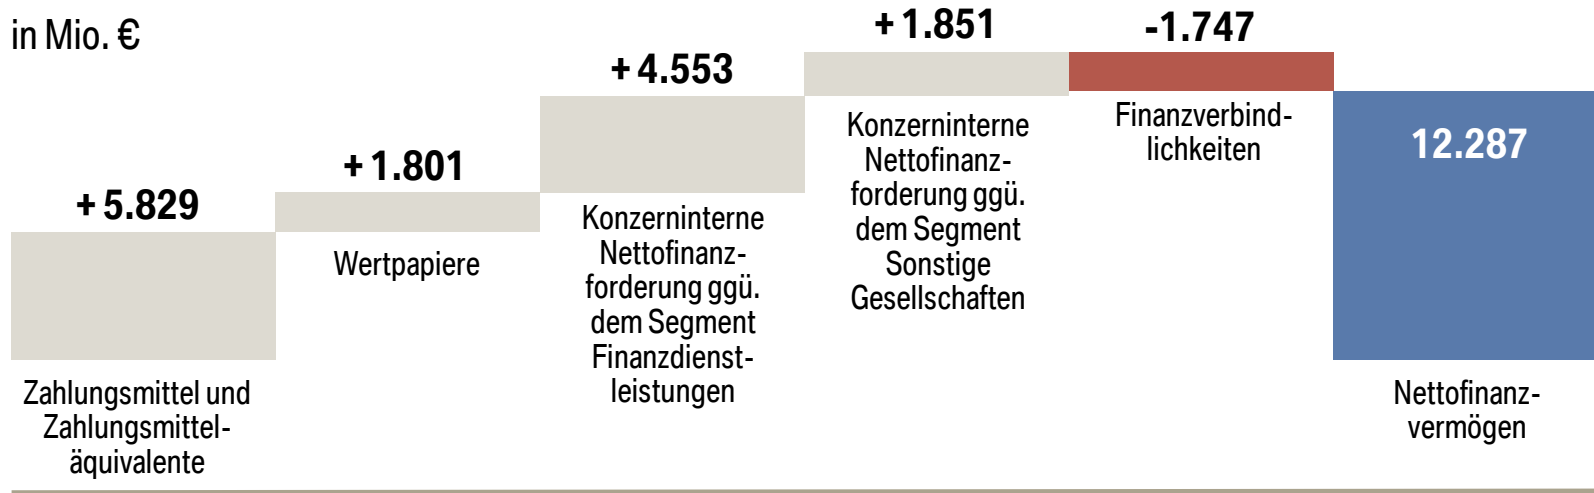 in Mio. €
+ 5.829
Zahlungsmittel und
Zahlungsmittel-
äquivalente
+ 1.801
Wertpapiere
+ 4.553
Konzerninterne
Nettofinanz-
forderung ggü.
dem Segment
Finanzdienst-
leistungen
+ 1.851
Konzerninterne
Nettofinanz-
forderung ggü.
dem Segment
Sonstige
Gesellschaften
-1.747
Finanzverbind-
lichkeiten
12.287
Nettofinanz-
vermögen